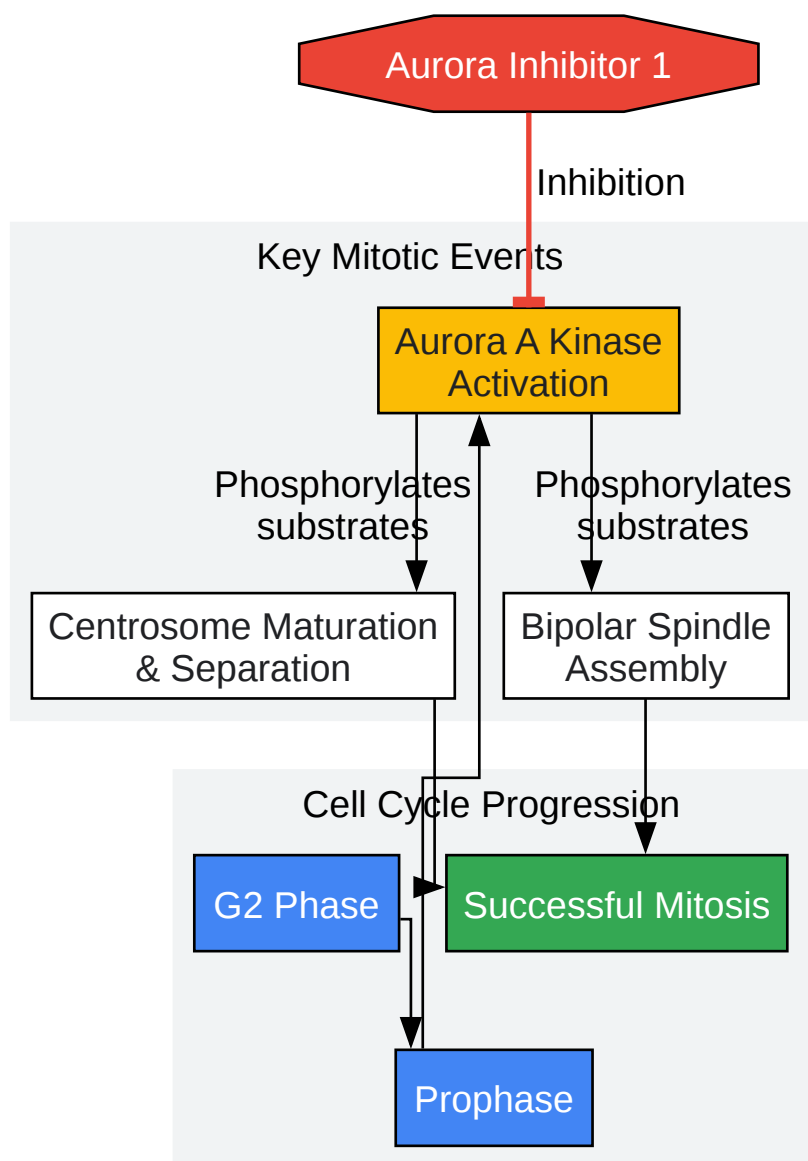 Aurora Inhibitor 1
Inhibition
Key Mitotic Events
Aurora A Kinase
Activation
Phosphorylates
substrates
Phosphorylates
substrates
Centrosome Maturation
& Separation
Bipolar Spindle
Assembly
Cell Cycle Progression
G2 Phase
Successful Mitosis
Prophase